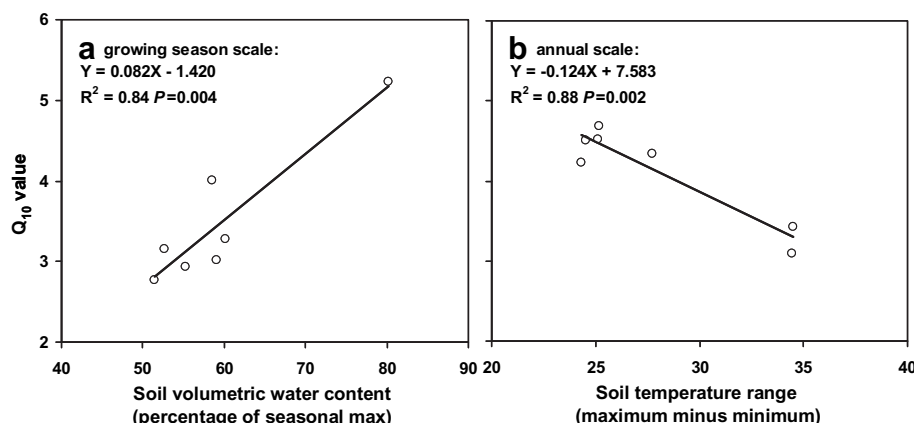 a growing season scale:
Y = 0.082X - 1.420
R² = 0.84 P=0.004
6
5
4
3
2
Q₁₀ value
40 50 60 70 80 90
Soil volumetric water content
(percentage of seasonal max)
b annual scale:
Y = -0.124X + 7.583
R² = 0.88 P=0.002
20 25 30 35 40
Soil temperature range
(maximum minus minimum)